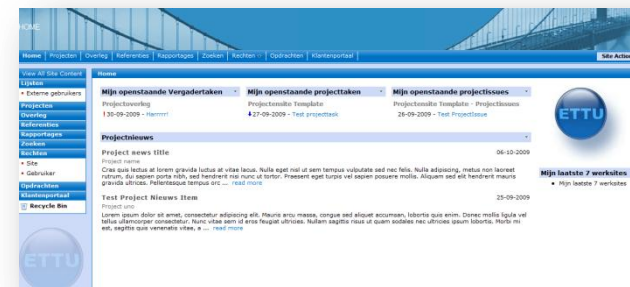 HOME
Home Projecten Overleg Referenties Rapportages Zoeken Rechten Opdrachten Klantenportaal
Site Action
View All Site Content
Lijsten
Externe gebruikers
Projecten
Overleg
Referenties
Rapportages
Zoeken
Rechten
Site
Gebruiker
Opdrachten
Klantenportaal
Recycle Bin
ETTU
Home
Mijn openstaande Vergadertaken
Projectoverleg
!30-09-2009 - Harrrrr!
Mijn openstaande projecttaken
Projectensite Template
27-09-2009 - Test projecttaak
Mijn openstaande projectissues
Projectensite Template - Projectissues
26-09-2009 - Test ProjectIssue
Projectnieuws
Project news title 06-10-2009
Project name
Cras quis lectus at lorem gravida luctus at vitae lacus. Nulla eget nisl ut sem tempus vulputate sed nec felis. Nulla adipiscing, metus non laoreet
rutrum, dui sapien porta nibh, sed hendrerit nisi nunc ut tortor. Praesent eget turpis vel sapien posuere mollis. Aliquam sed elit hendrerit mauris
gravida ultrices. Pellentesque tempus orc ... read more
Test Project Nieuws Item 25-09-2009
Project uno
Lorem ipsum dolor sit amet, consectetur adipiscing elit. Mauris arcu massa, congue sed aliquet accumsan, lobortis quis enim. Donec mollis ligula vel
tellus ullamcorper consectetur. Nunc vitae sem id eros feugiat ultricies. Nullam sagittis risus ut quam sodales nec ultricies ipsum lobortis. Morbi mi
est, sagittis quis venenatis vitae, a ... read more
ETTU
Mijn laatste 7 werksites
Mijn laatste 7 werksites